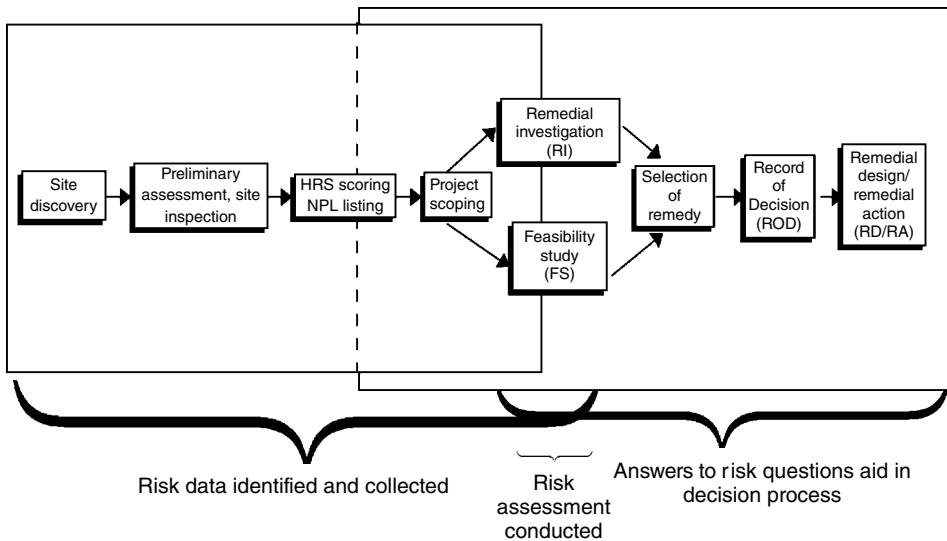 Site
discovery
Preliminary
assessment, site
inspection
HRS scoring
NPL listing
Project
scoping
Remedial
investigation
(RI)
Feasibility
study
(FS)
Selection
of
remedy
Record
of
Decision
(ROD)
Remedial
design/
remedial
action
(RD/RA)
Risk data identified and collected
Risk
assessment
conducted
Answers to risk questions aid in
decision process